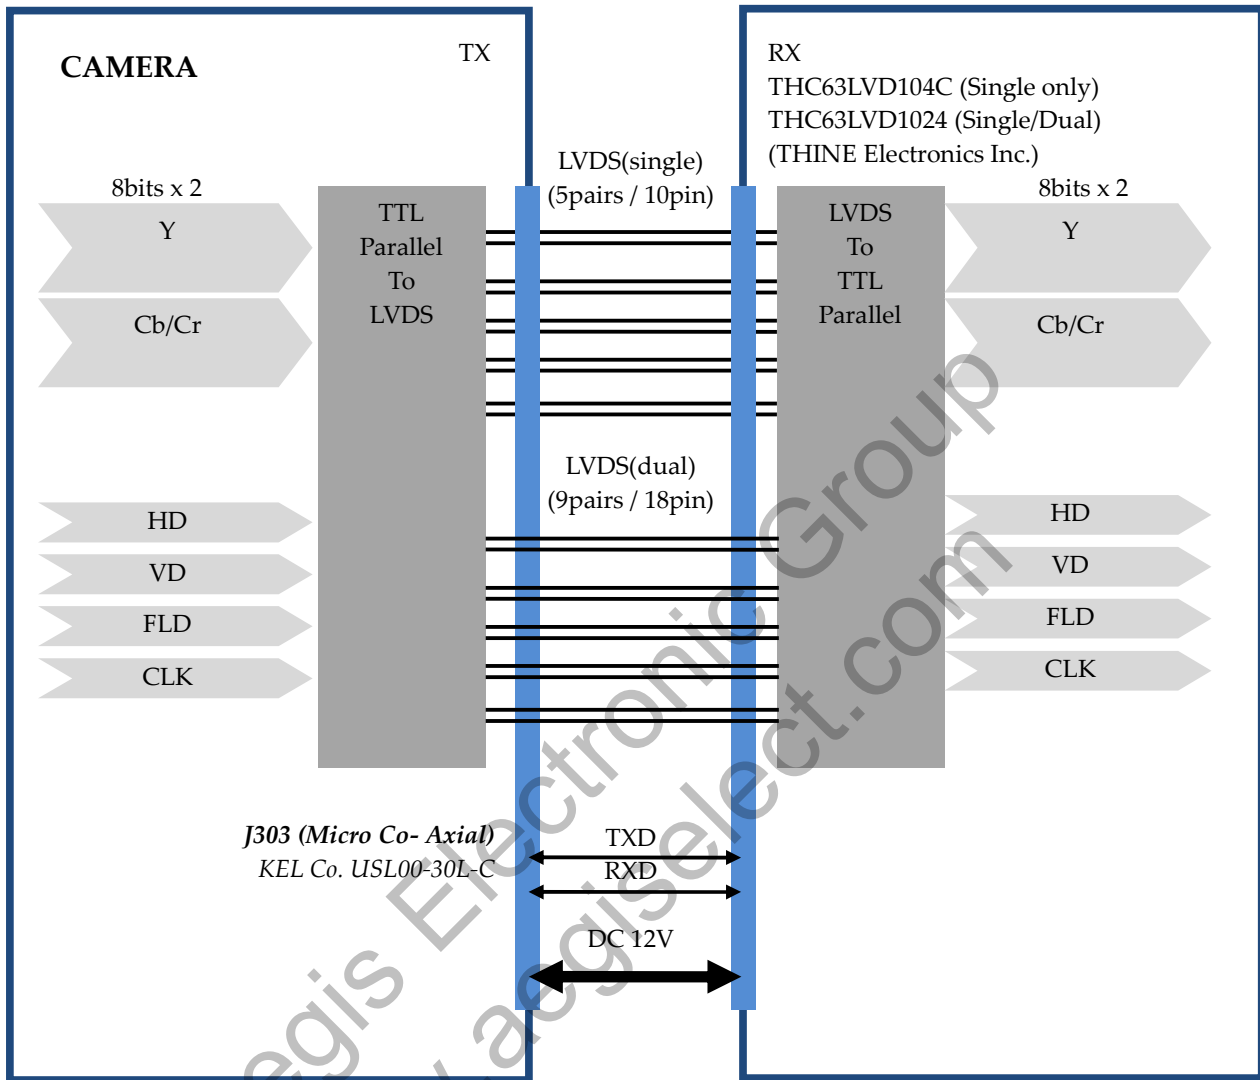 CAMERA
TX
RX
THC63LVD104C (Single only)
THC63LVD1024 (Single/Dual)
(THINE Electronics Inc.)
LVDS(single)
(5pairs / 10pin)
8bits x 2
Y
Cb/Cr
HD
VD
FLD
CLK
TTL
Parallel
To
LVDS
LVDS
To
TTL
Parallel
8bits x 2
Y
Cb/Cr
HD
VD
FLD
CLK
LVDS(dual)
(9pairs / 18pin)
J303 (Micro Co- Axial)
KEL Co. USL00-30L-C
TXD
RXD
DC 12V
egis Electronic Group
aegiselect.com